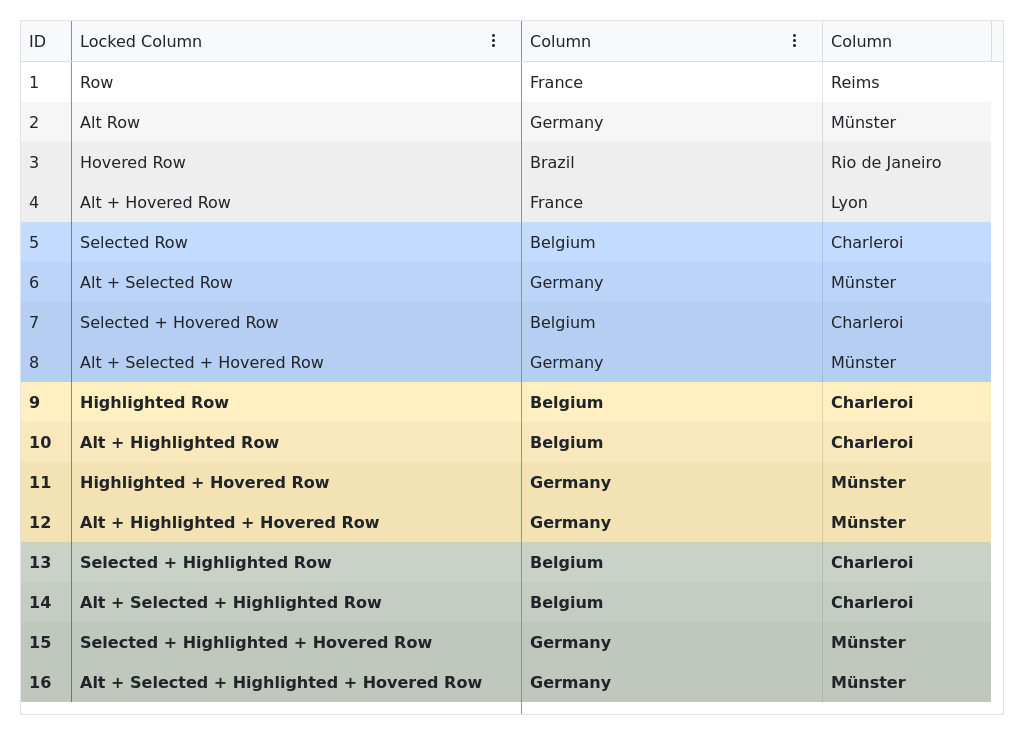 ID Locked Column Column Column
1 Row France Reims
2 Alt Row Germany Münster
3 Hovered Row Brazil Rio de Janeiro
4 Alt + Hovered Row France Lyon
5 Selected Row Belgium Charleroi
6 Alt + Selected Row Germany Münster
7 Selected + Hovered Row Belgium Charleroi
8 Alt + Selected + Hovered Row Germany Münster
9 Highlighted Row Belgium Charleroi
10 Alt + Highlighted Row Belgium Charleroi
11 Highlighted + Hovered Row Germany Münster
12 Alt + Highlighted + Hovered Row Germany Münster
13 Selected + Highlighted Row Belgium Charleroi
14 Alt + Selected + Highlighted Row Belgium Charleroi
15 Selected + Highlighted + Hovered Row Germany Münster
16 Alt + Selected + Highlighted + Hovered Row Germany Münster